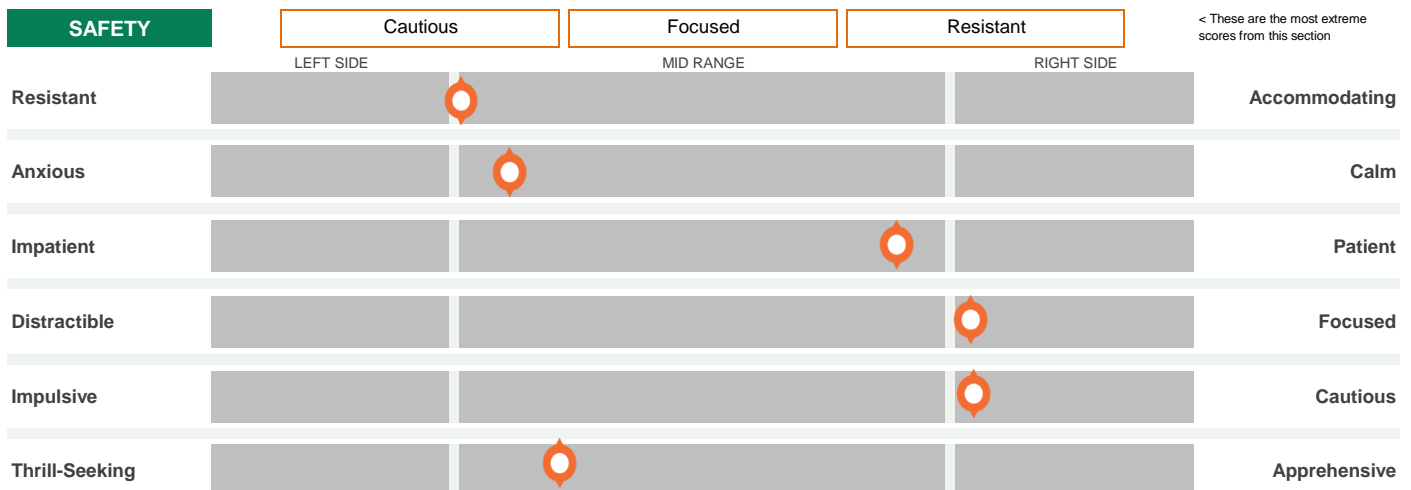 SAFETY
Cautious
Focused
Resistant
< These are the most extreme
scores from this section
LEFT SIDE
MID RANGE
RIGHT SIDE
Resistant
Accommodating
Anxious
Calm
Impatient
Patient
Distractible
Focused
Impulsive
Cautious
Thrill-Seeking
Apprehensive